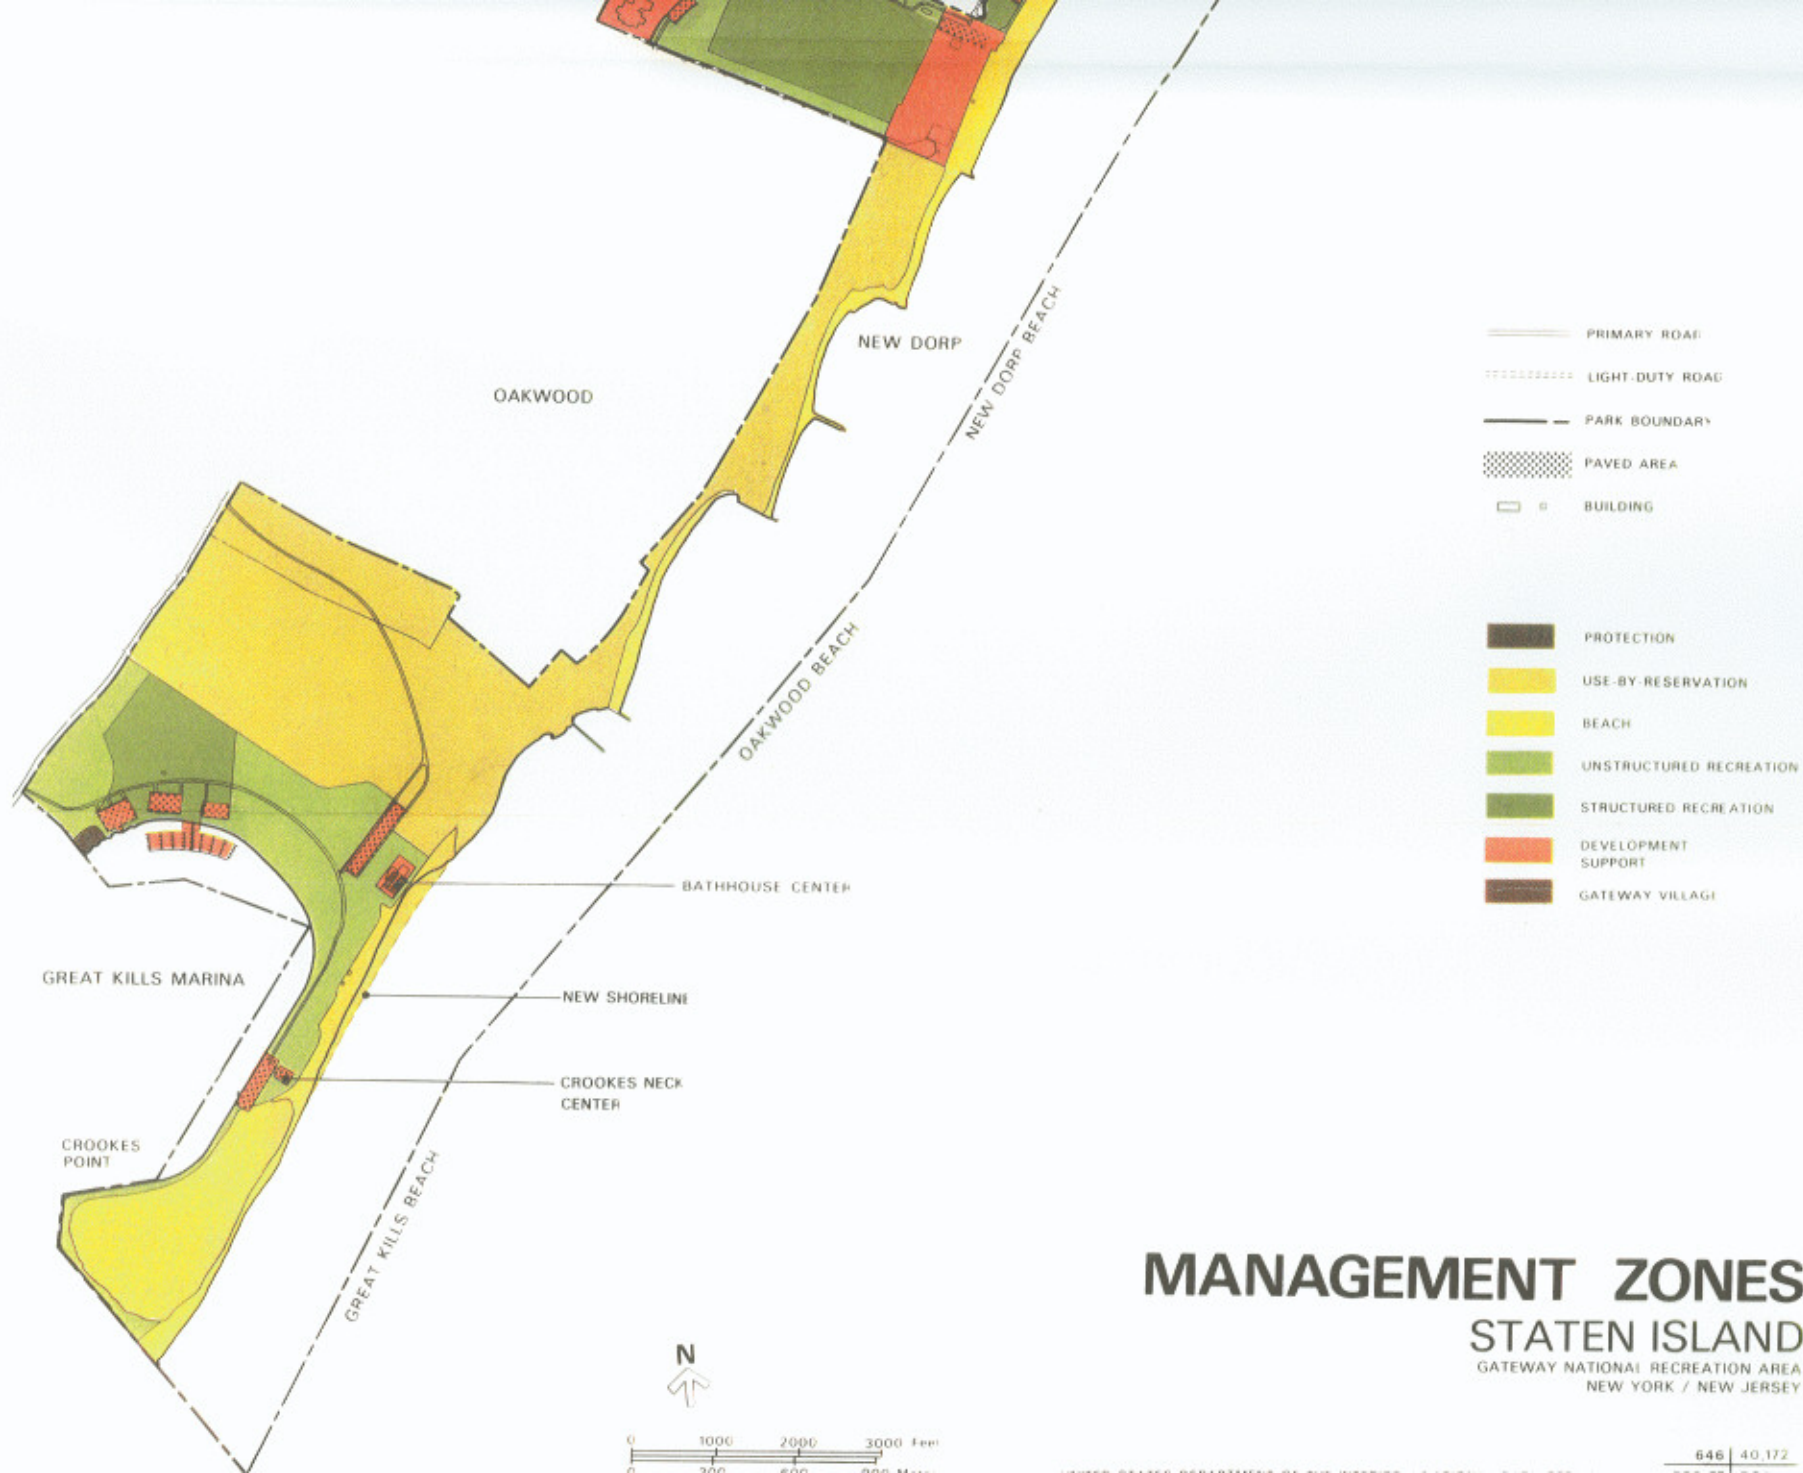 NEW DORP
NEW DORP BEACH
OAKWOOD
OAKWOOD BEACH
BATHHOUSE CENTER
GREAT KILLS MARINA
NEW SHORELINE
CROOKES NECK
CENTER
CROOKES
POINT
GREAT KILLS BEACH
PRIMARY ROAD
LIGHT-DUTY ROAD
PARK BOUNDARY
PAVED AREA
BUILDING
PROTECTION
USE-BY-RESERVATION
BEACH
UNSTRUCTURED RECREATION
STRUCTURED RECREATION
DEVELOPMENT
SUPPORT
GATEWAY VILLAGE
MANAGEMENT ZONES
STATEN ISLAND
GATEWAY NATIONAL RECREATION AREA
NEW YORK / NEW JERSEY
N
0 1000 2000 3000 Feet
646 | 40,172